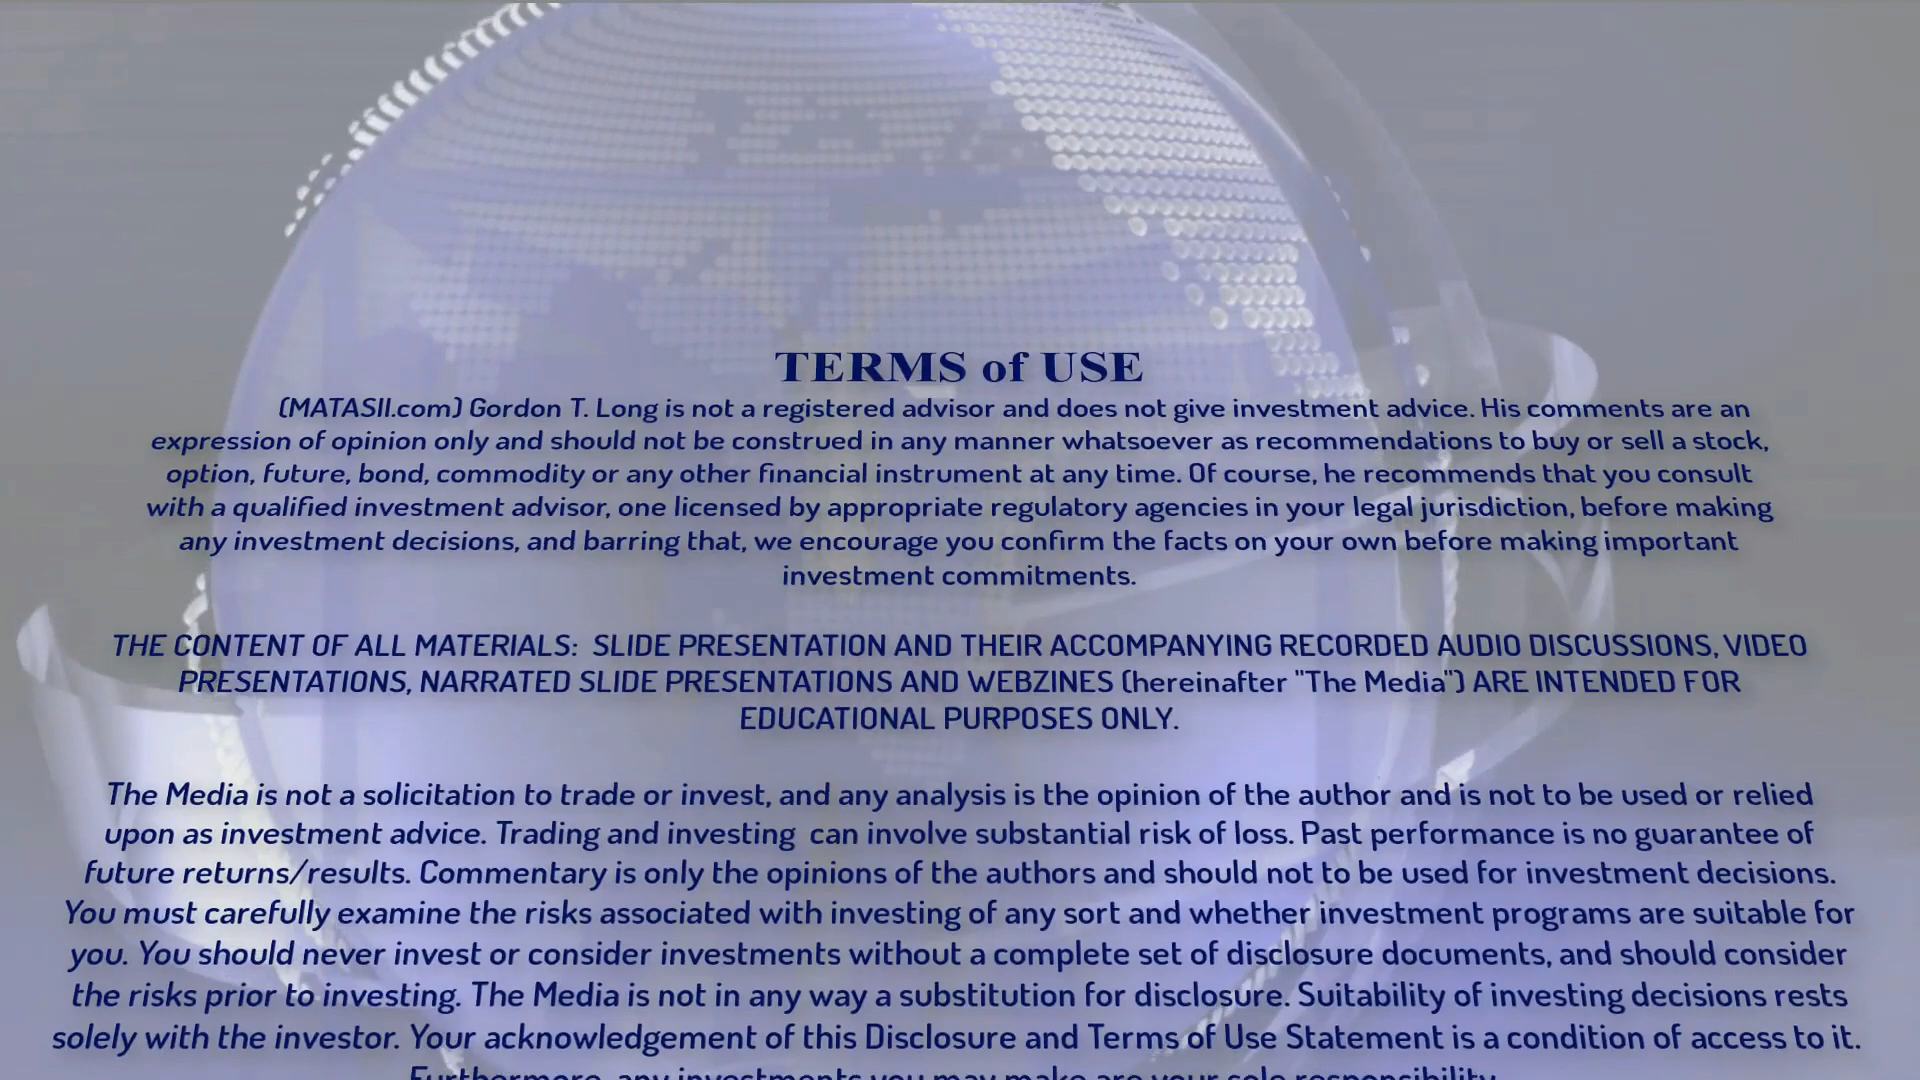 TERMS of USE
(MATASII.com) Gordon T. Long is not a registered advisor and does not give investment advice. His comments are an
expression of opinion only and should not be construed in any manner whatsoever as recommendations to buy or sell a stock,
option, future, bond, commodity or any other financial instrument at any time. Of course, he recommends that you consult
with a qualified investment advisor, one licensed by appropriate regulatory agencies in your legal jurisdiction, before making
any investment decisions, and barring that, we encourage you confirm the facts on your own before making important
investment commitments.
THE CONTENT OF ALL MATERIALS:  SLIDE PRESENTATION AND THEIR ACCOMPANYING RECORDED AUDIO DISCUSSIONS, VIDEO
PRESENTATIONS, NARRATED SLIDE PRESENTATIONS AND WEBZINES (hereinafter "The Media") ARE INTENDED FOR
EDUCATIONAL PURPOSES ONLY.
The Media is not a solicitation to trade or invest, and any analysis is the opinion of the author and is not to be used or relied
upon as investment advice. Trading and investing  can involve substantial risk of loss. Past performance is no guarantee of
future returns/results. Commentary is only the opinions of the authors and should not to be used for investment decisions.
You must carefully examine the risks associated with investing of any sort and whether investment programs are suitable for
you. You should never invest or consider investments without a complete set of disclosure documents, and should consider
the risks prior to investing. The Media is not in any way a substitution for disclosure. Suitability of investing decisions rests
solely with the investor. Your acknowledgement of this Disclosure and Terms of Use Statement is a condition of access to it.
Furthermore, any investments you may make are your sole responsibility.